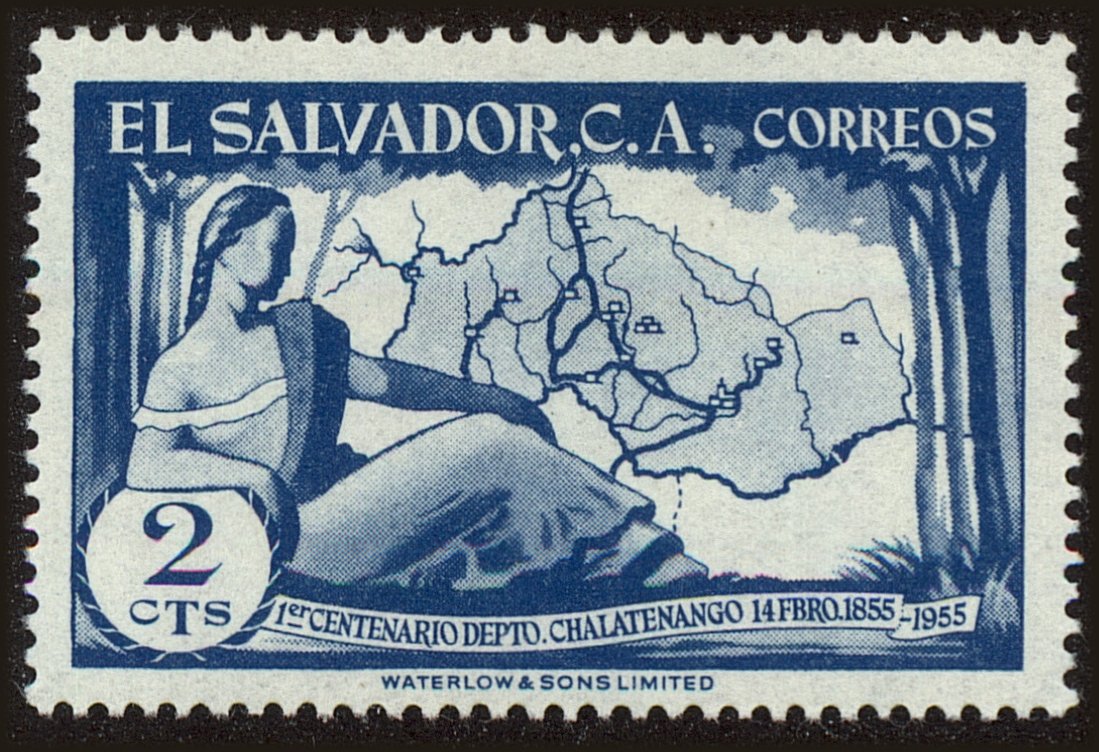 EL SALVADOR, C.A. CORREOS
2
CTS
1er CENTENARIO DEPTO. CHALATENANGO 14 FBRO. 1855-1955
WATERLOW & SONS LIMITED